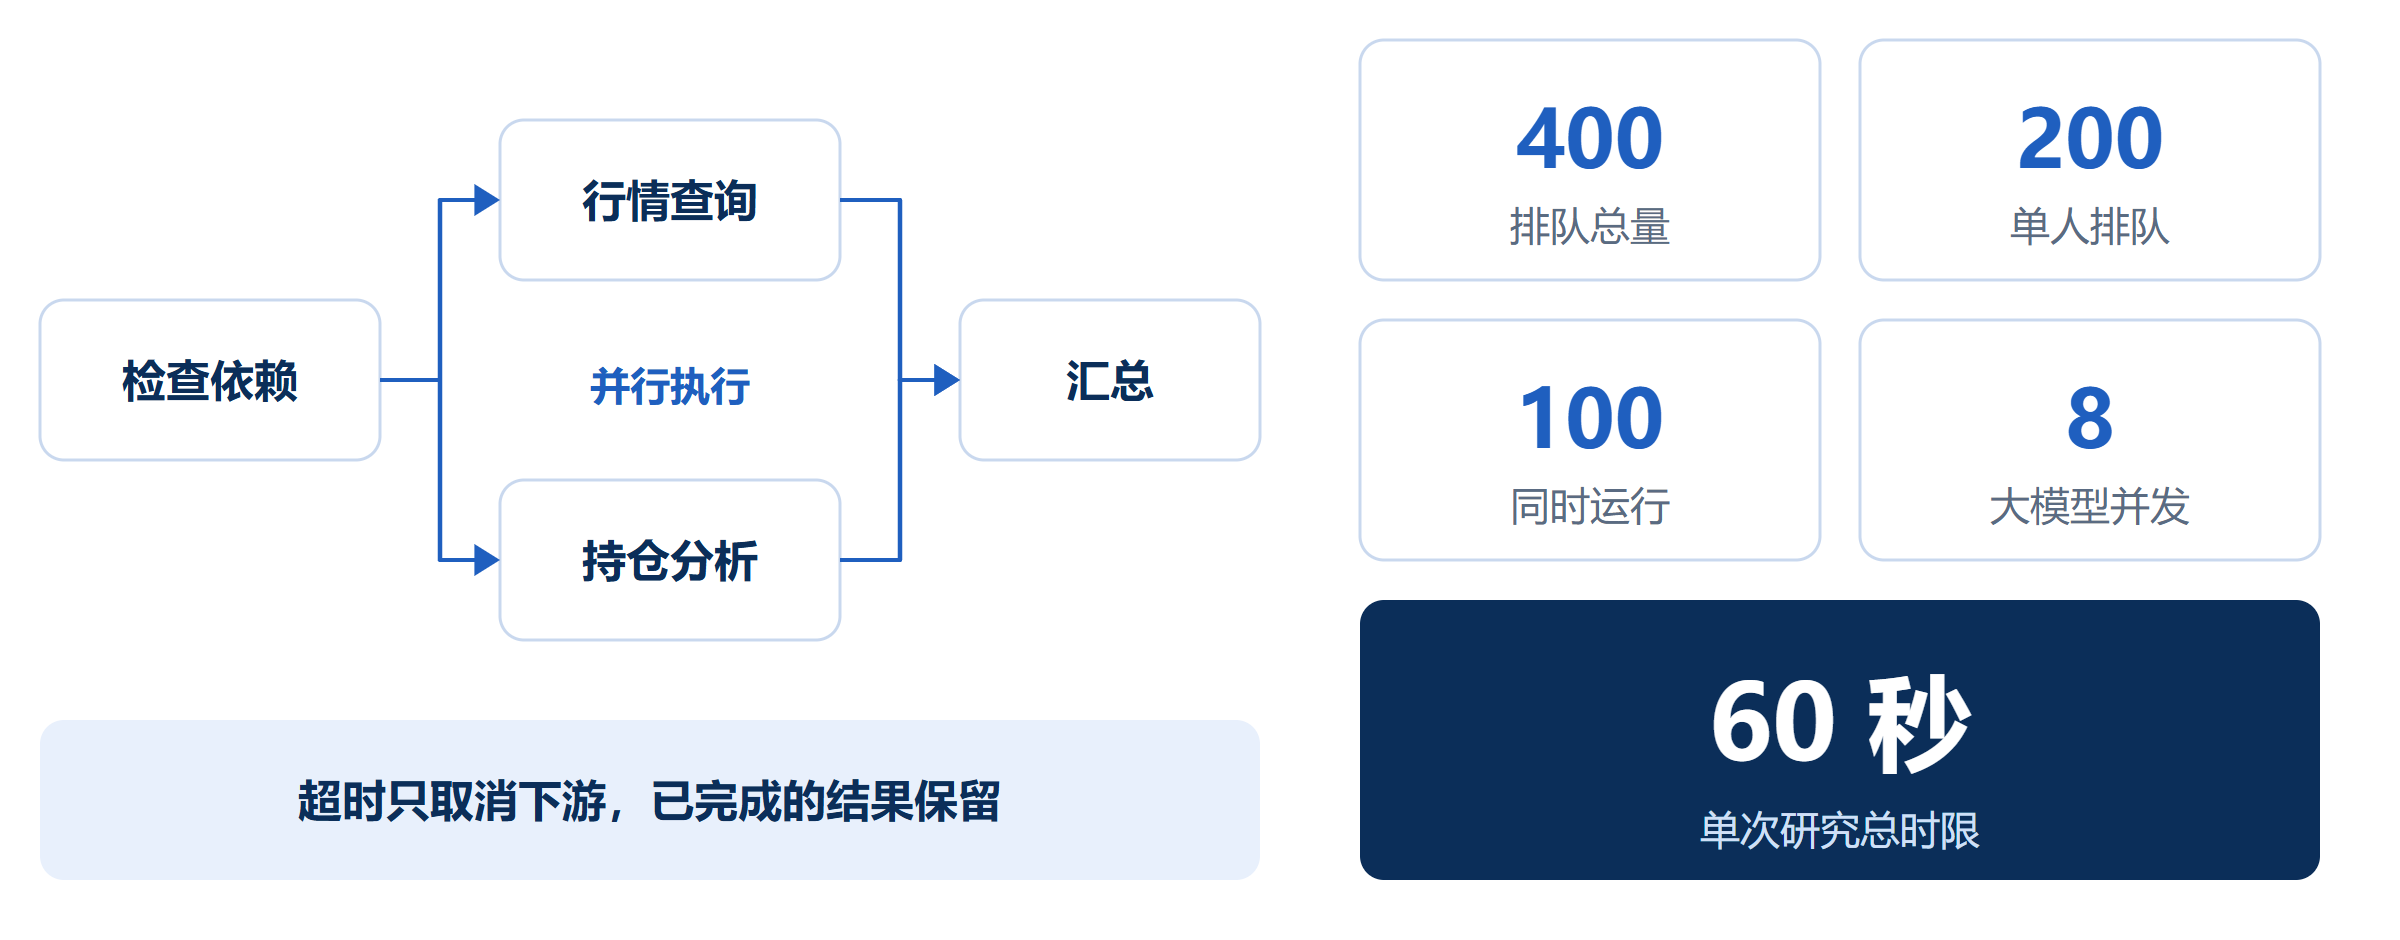 行情查询
检查依赖
并行执行
汇总
持仓分析
超时只取消下游，已完成的结果保留
400
排队总量
200
单人排队
100
同时运行
8
大模型并发
60 秒
单次研究总时限